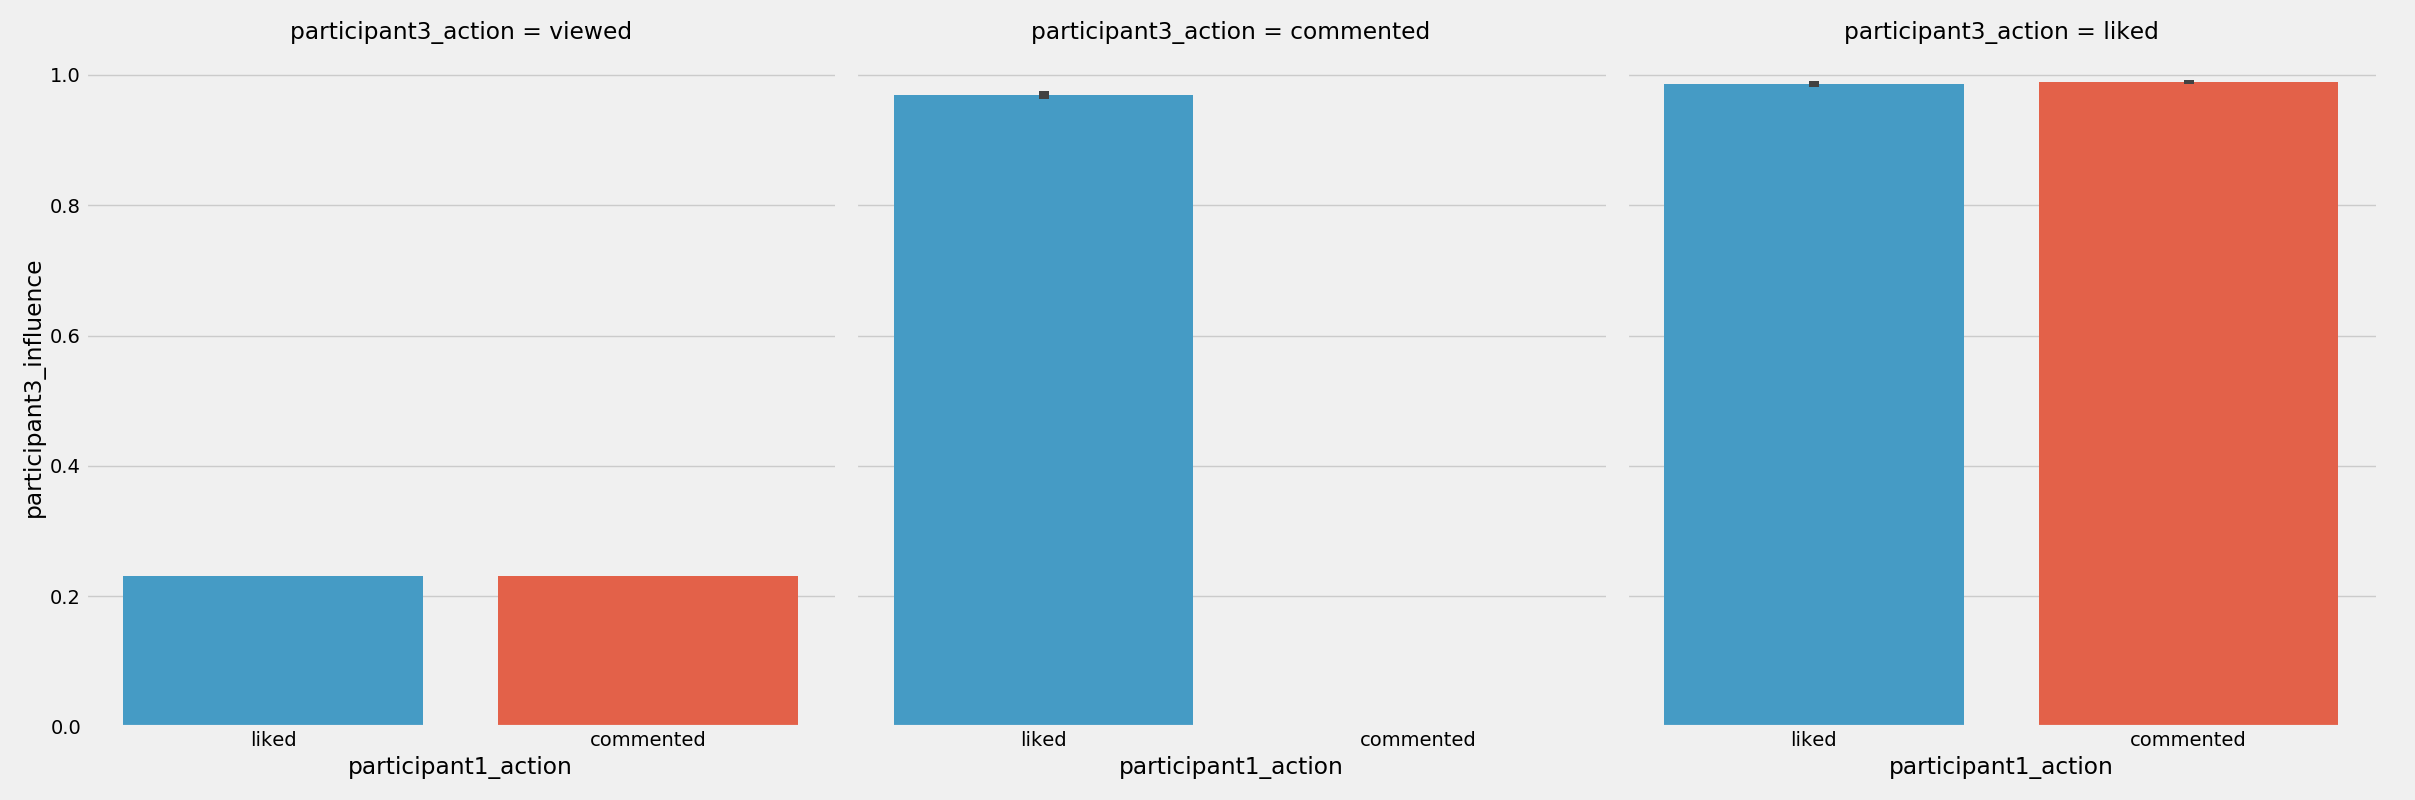 participant3_action = viewed
participant3_action = commented
participant3_action = liked
participant3_influence
1.0
0.8
0.6
0.4
0.2
0.0
liked
commented
liked
commented
liked
commented
participant1_action
participant1_action
participant1_action